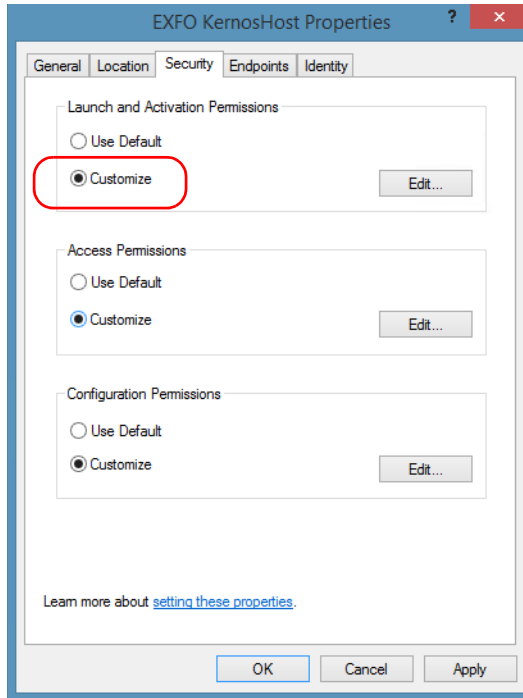 EXFO KernosHost Properties ? ×
General Location Security Endpoints Identity
Launch and Activation Permissions
Use Default
Customize
Edit...
Access Permissions
Use Default
Customize
Edit...
Configuration Permissions
Use Default
Customize
Edit...
Learn more about setting these properties.
OK Cancel Apply